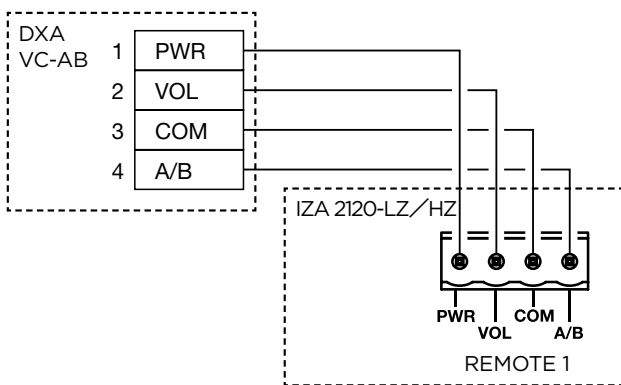 DXA
VC-AB
1 PWR
2 VOL
3 COM
4 A/B
IZA 2120-LZ/HZ
PWR VOL COM A/B
REMOTE 1